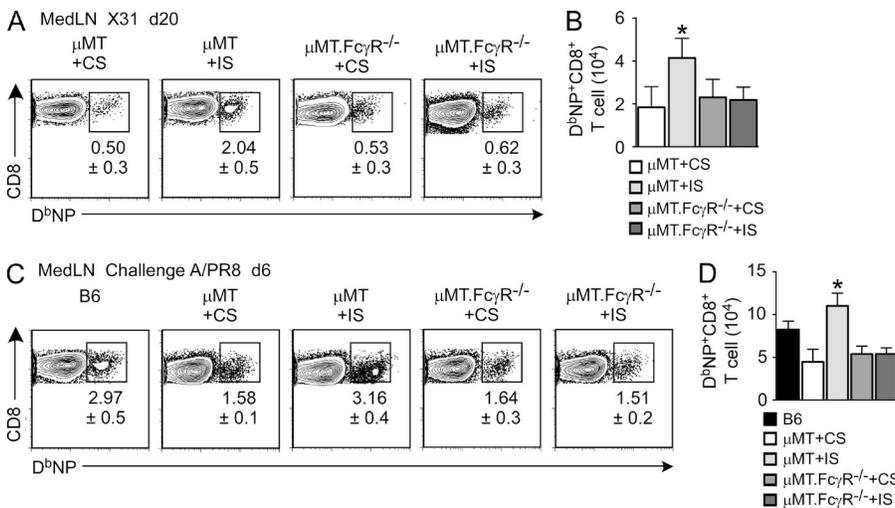 A MedLN X31 d20
μMT +CS
μMT +IS
μMT.FcγR-/- +CS
μMT.FcγR-/- +IS
CD8
0.50 ± 0.3
2.04 ± 0.5
0.53 ± 0.3
0.62 ± 0.3
DbNP
B
DbNP+CD8+ T cell (104)
6
4
2
0
*
μMT+CS
μMT+IS
μMT.FcγR-/-+CS
μMT.FcγR-/-+IS
C MedLN Challenge A/PR8 d6
B6
μMT +CS
μMT +IS
μMT.FcγR-/- +CS
μMT.FcγR-/- +IS
CD8
2.97 ± 0.5
1.58 ± 0.1
3.16 ± 0.4
1.64 ± 0.3
1.51 ± 0.2
DbNP
D
DbNP+CD8+ T cell (104)
15
10
5
0
*
B6
μMT+CS
μMT+IS
μMT.FcγR-/-+CS
μMT.FcγR-/-+IS